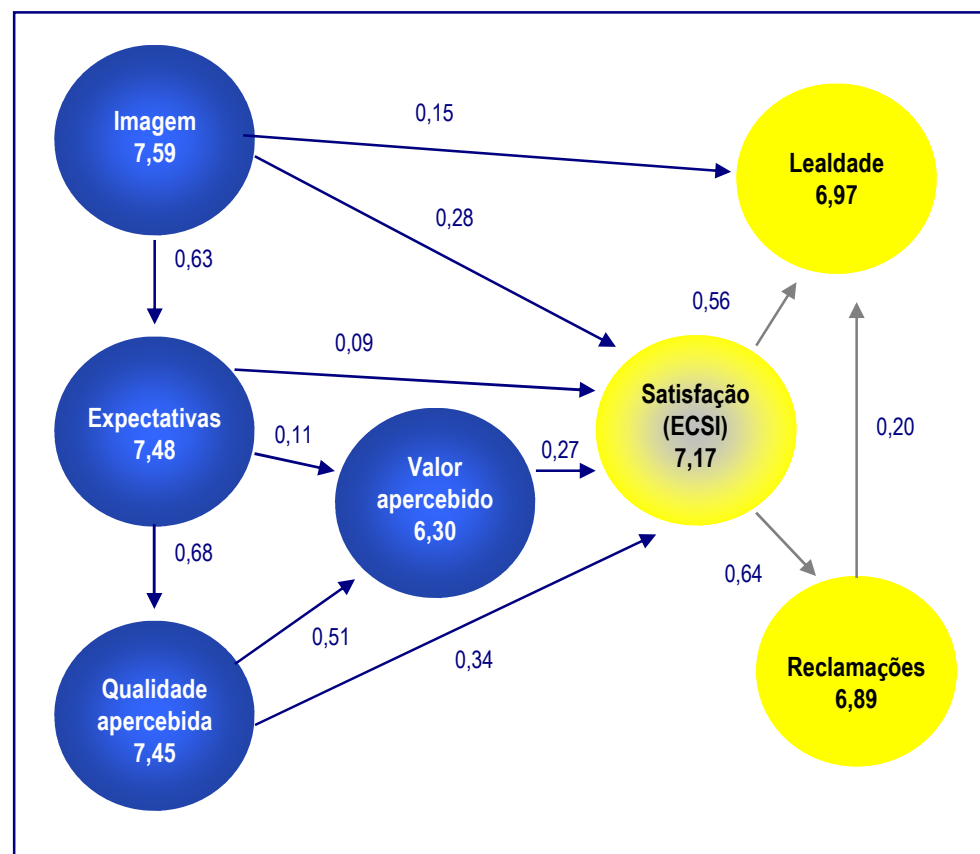 Imagem
7,59
0,15
Lealdade
6,97
0,28
0,63
0,56
0,09
Expectativas
7,48
0,11
Valor
apercebido
6,30
0,27
Satisfação
(ECSI)
7,17
0,20
0,68
0,64
0,51
0,34
Qualidade
apercebida
7,45
Reclamações
6,89